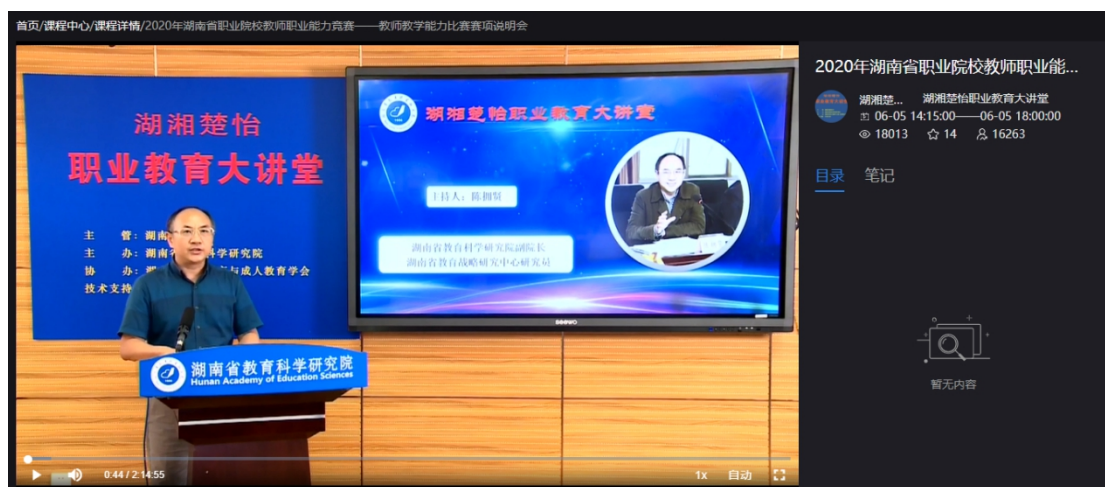 首页/课程中心/课程详情/2020年湖南省职业院校教师职业能力竞赛——教师教学能力比赛赛项说明会
湖湘楚怡
职业教育大讲堂
主 管：湖南
主 办：湖南 科学研究院
协 办：湖 与成人教育学会
技术支持
湖湘楚怡职业教育大讲堂
主持人：陈拥贤
湖南省教育科学研究院副院长
湖南省教育战略研究中心研究员
湖南省教育科学研究院
Hunan Academy of Education Sciences
0:44 / 2:14:55
1x 自动
2020年湖南省职业院校教师职业能...
湖湘楚... 湖湘楚怡职业教育大讲堂
06-05 14:15:00——06-05 18:00:00
18013 14 16263
目录 笔记
暂无内容